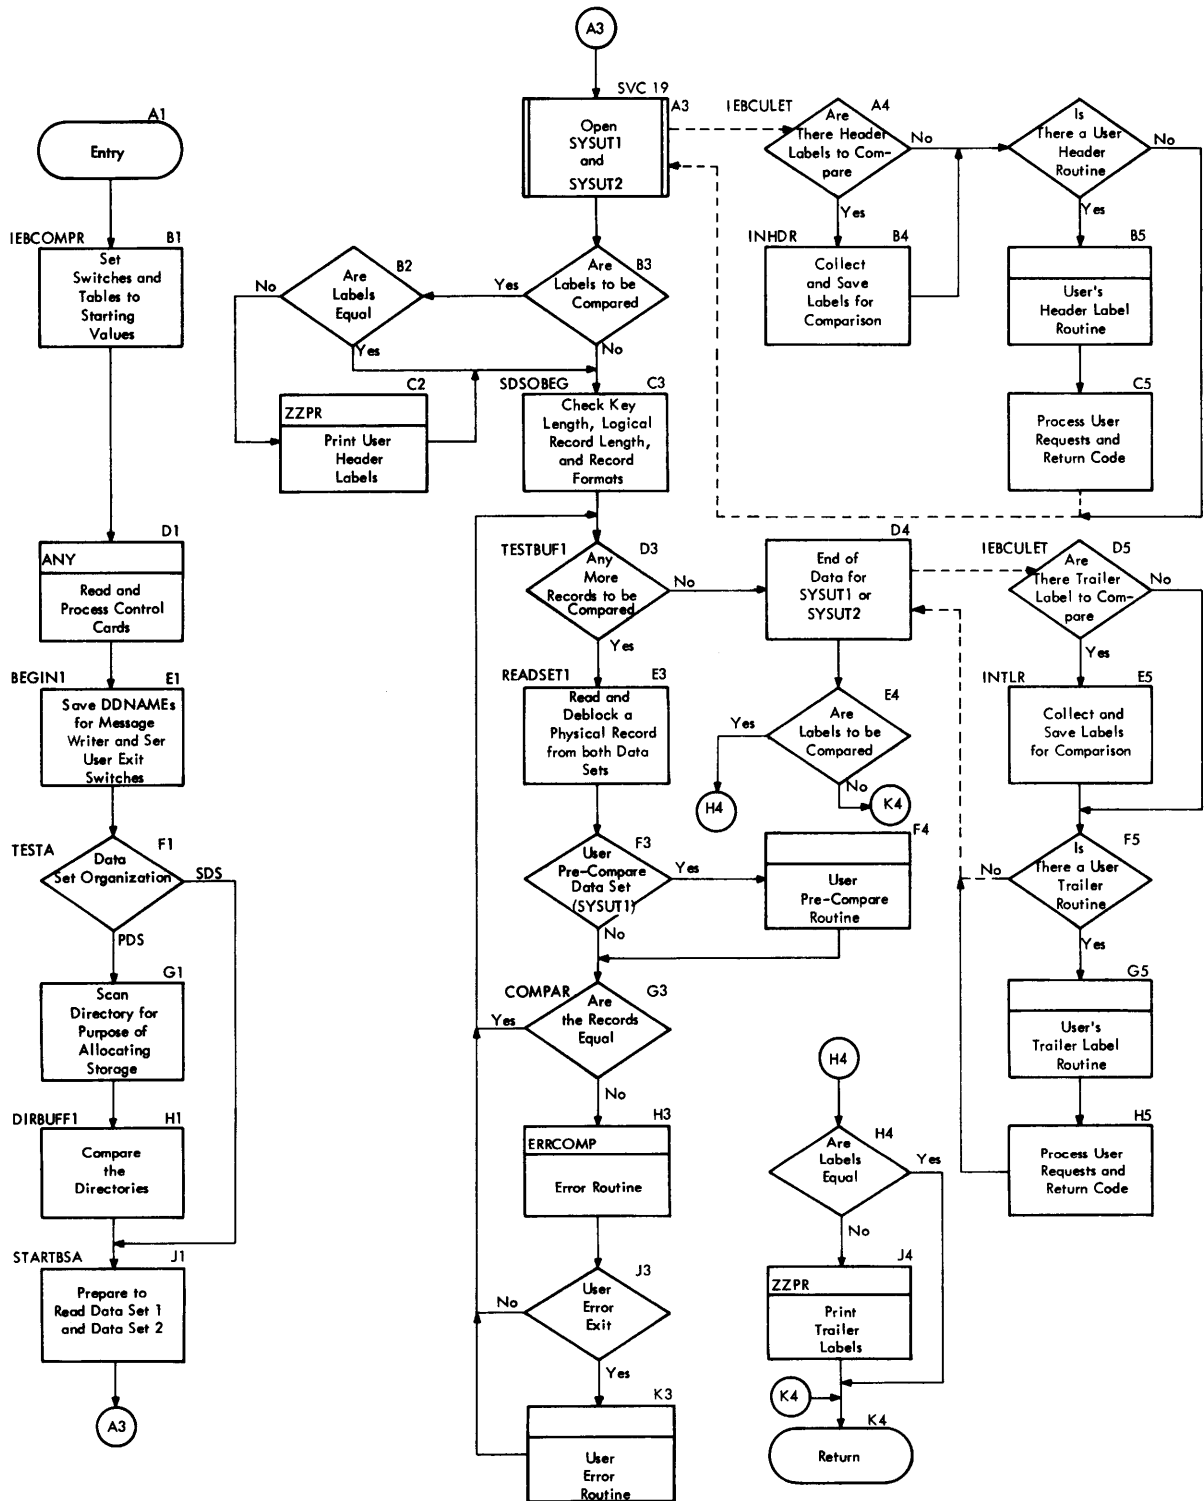 A3
SVC 19
A3
Open
SYSUT1
and
SYSUT2
IEBCULET
A4
Are
There Header
Labels to Com-
pare
No
Yes
Is
There a User
Header
Routine
No
Yes
A1
Entry
IEBCOMPR
B1
Set
Switches and
Tables to
Starting
Values
B2
Are
Labels
Equal
No
Yes
B3
Are
Labels to be
Compared
Yes
No
INHDR
B4
Collect
and Save
Labels for
Comparison
B5
User's
Header Label
Routine
C2
ZZPR
Print User
Header
Labels
SDSOBEG
C3
Check Key
Length, Logical
Record Length,
and Record
Formats
C5
Process User
Requests and
Return Code
D1
ANY
Read and
Process Control
Cards
TESTBUF1
D3
Any
More
Records to be
Compared
No
Yes
D4
End of
Data for
SYSUT1 or
SYSUT2
IEBCULET
D5
Are
There Trailer
Label to Com-
pare
No
Yes
BEGIN1
E1
Save DDNAMEs
for Message
Writer and Ser
User Exit
Switches
READSET1
E3
Read and
Deblock a
Physical Record
from both Data
Sets
E4
Are
Labels to be
Compared
Yes
No
H4
K4
INTLR
E5
Collect and
Save Labels
for Comparison
TESTA
F1
Data
Set Organization
SDS
PDS
F3
User
Pre-Compare
Data Set
(SYSUT1)
Yes
No
F4
User
Pre-Compare
Routine
F5
Is
There a User
Trailer
Routine
No
Yes
G1
Scan
Directory for
Purpose of
Allocating
Storage
COMPAR
G3
Are
the Records
Equal
Yes
No
G5
User's
Trailer Label
Routine
DIRBUFF1
H1
Compare
the
Directories
H3
ERRCOMP
Error Routine
H4
H4
Are
Labels
Equal
Yes
No
H5
Process User
Requests and
Return Code
STARTBSA
J1
Prepare to
Read Data Set 1
and Data Set 2
J3
User
Error
Exit
No
Yes
J4
ZZPR
Print
Trailer
Labels
A3
K3
User
Error
Routine
K4
K4
Return